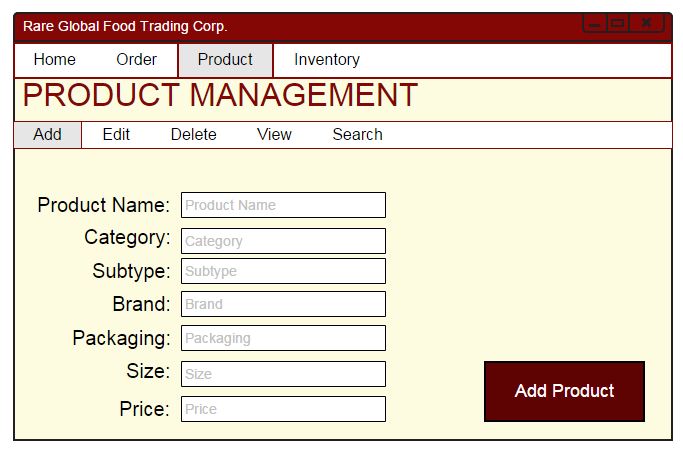 Rare Global Food Trading Corp.
Home Order Product Inventory
PRODUCT MANAGEMENT
Add Edit Delete View Search
Product Name: Product Name
Category: Category
Subtype: Subtype
Brand: Brand
Packaging: Packaging
Size: Size
Price: Price
Add Product